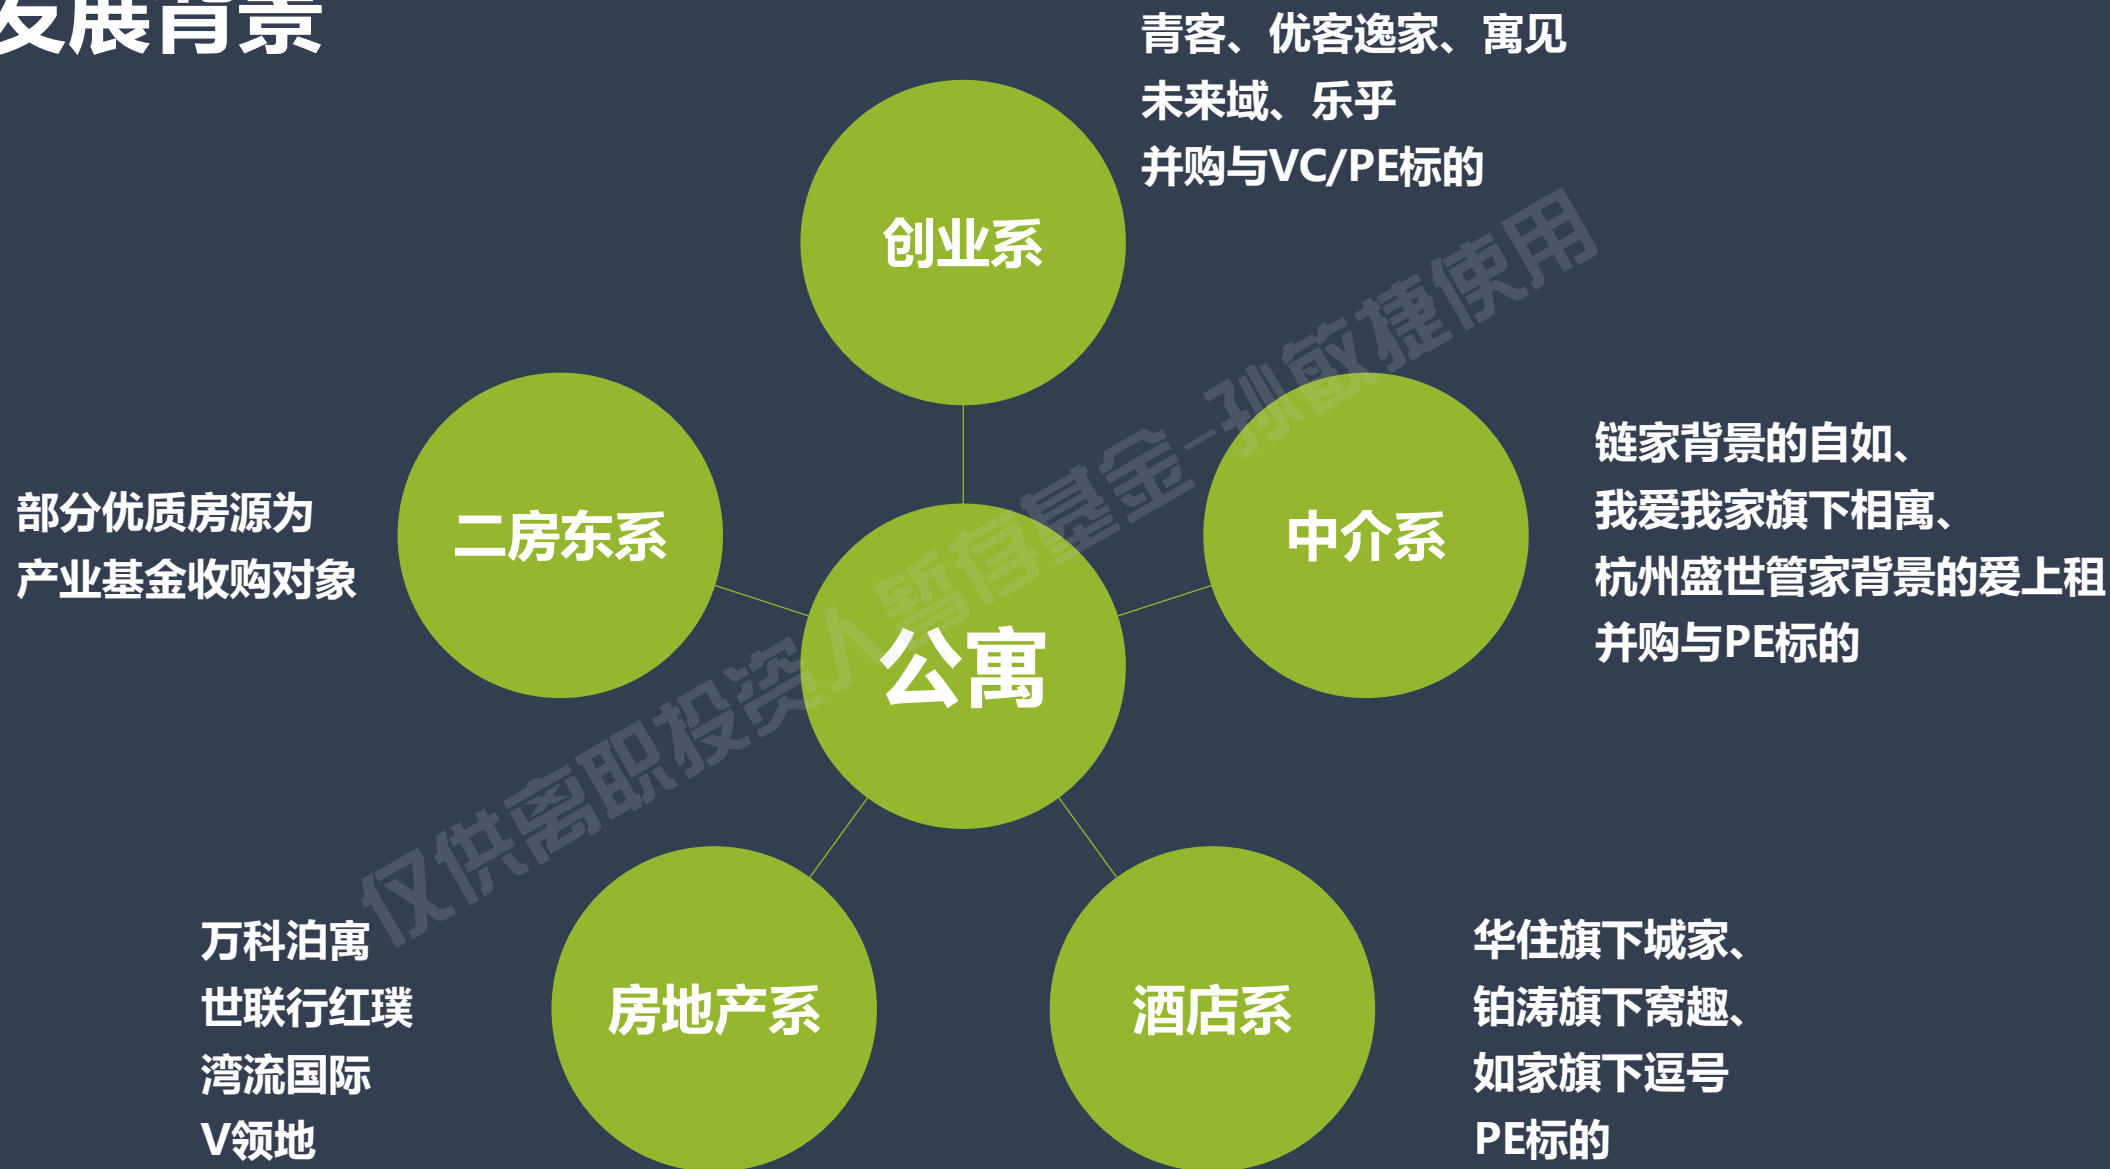 发展背景
青客、优客逸家、寓见
未来域、乐乎
并购与VC/PE标的
创业系
二房东系
部分优质房源为
产业基金收购对象
中介系
链家背景的自如、
我爱我家旗下相寓、
杭州盛世管家背景的爱上租
并购与PE标的
公寓
房地产系
万科泊寓
世联行红璞
湾流国际
V领地
酒店系
华住旗下城家、
铂涛旗下窝趣、
如家旗下逗号
PE标的
仅供离职投资人暂存基金-孙敏捷使用